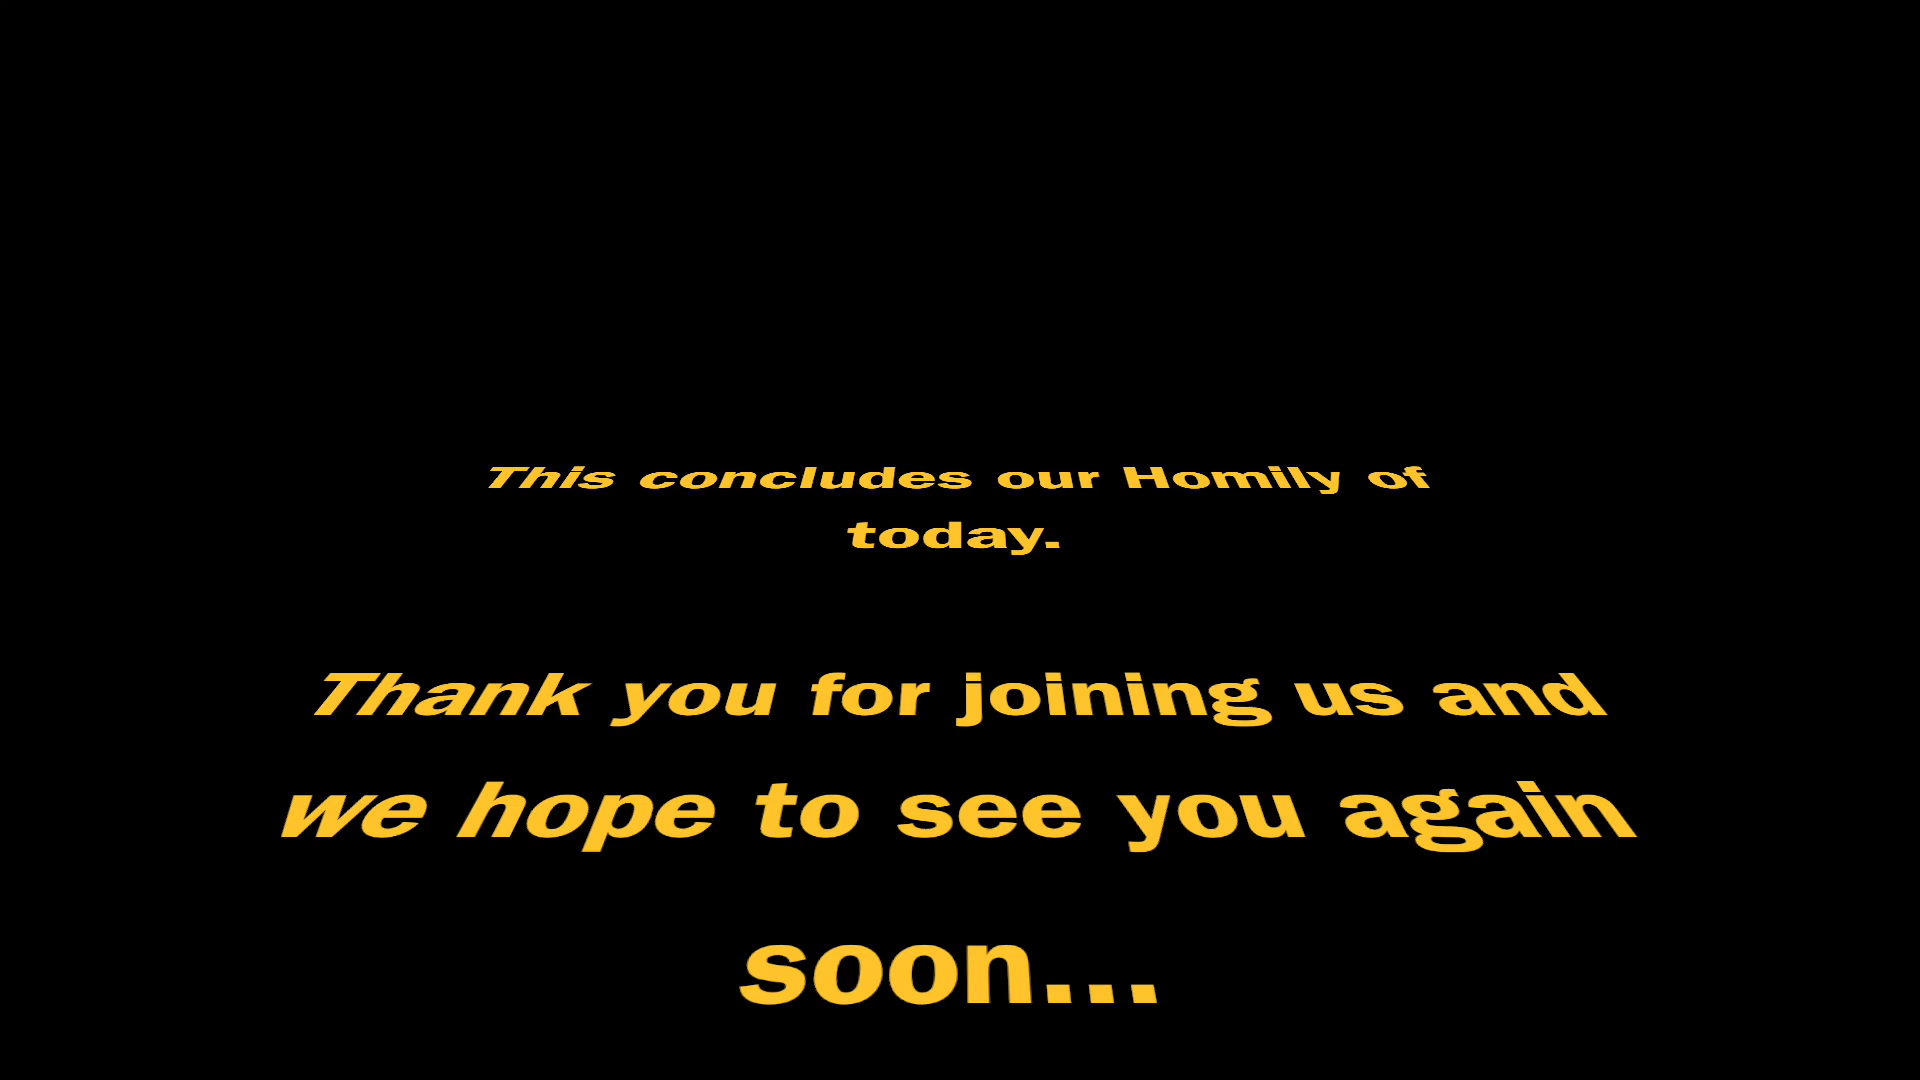 This concludes our Homily of
today.
Thank you for joining us and
we hope to see you again
soon...